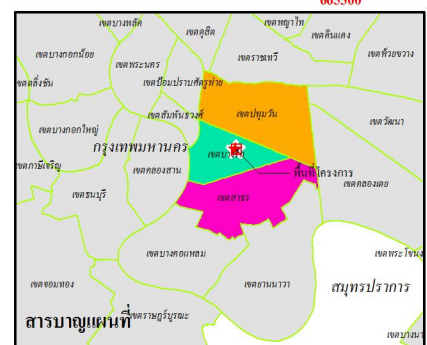 665500
เขตบางพลัด
เขตดุสิต
เขตพญาไท
เขตดินแดง
เขตบางกอกน้อย
เขตพระนคร
เขตราชเทวี
เขตห้วยขวาง
เขตตลิ่งชัน
เขตป้อมปราบศัตรูพ่าย
เขตสัมพันธวงศ์
เขตปทุมวัน
เขตวัฒนา
เขตบางกอกใหญ่
กรุงเทพมหานคร
เขตภาษีเจริญ
เขตคลองสาน
พื้นที่โครงการ
เขตคลองเตย
เขตธนบุรี
เขตสาธร
เขตบางคอแหลม
เขตพระโขนง
เขตจอมทอง
เขตยานนาวา
สมุทรปราการ
สารบาญแผนที่
เขตราษฎร์บูรณะ
เขตบางนา